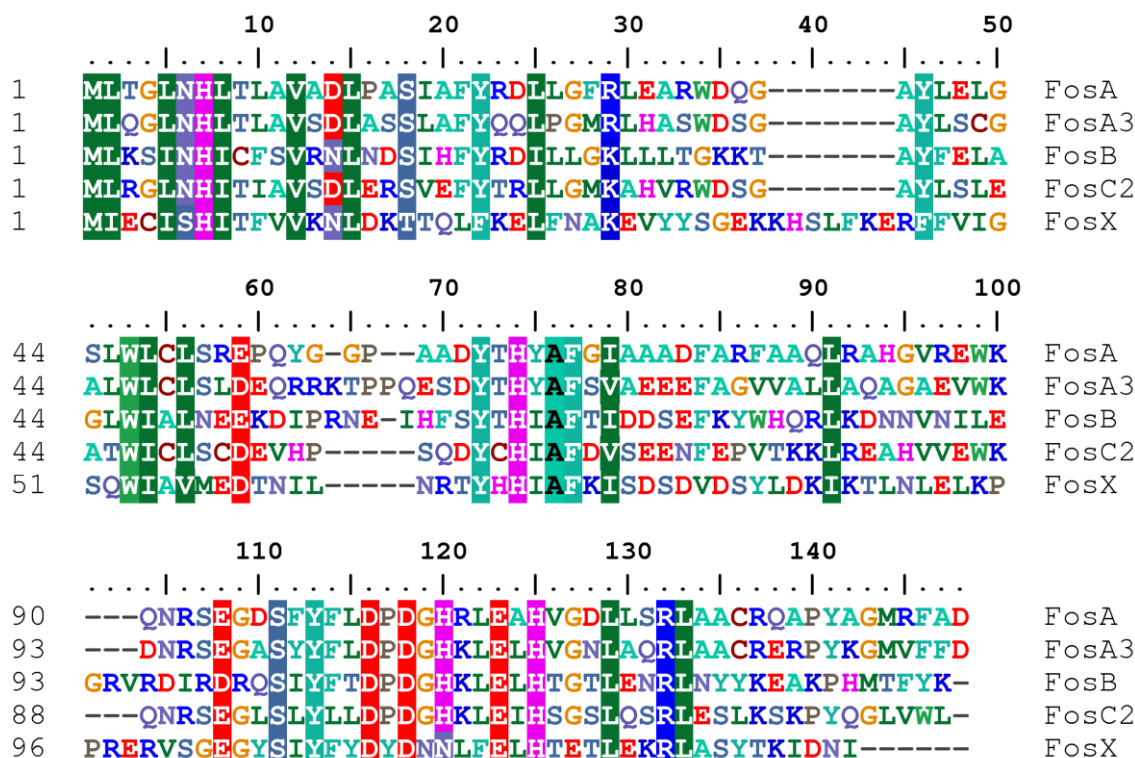 10 20 30 40 50
1 MLTGLNHLTLAVADLPASIAFYRDLLGFRLEARWDQG-------AYLELG FosA
1 MLQGLNHLTLAVSDLASSLAFYQQLPGMRLHASWDSG-------AYLSCG FosA3
1 MLKSINHICFSVRNLNDSIHFYRDILLGKLLLTGKKT-------AYFELA FosB
1 MLRGLNHITIAVSDLERSVEFYTRLLGMKAHVRWDSG-------AYLSLE FosC2
1 MIECISHITFVVKNLDKTTQLFKELFNAKEVYYSGEKKHSLFKERFFVIG FosX
60 70 80 90 100
44 SLWLCLSREPQYG-GP--AADYTHYAFGIAAADFARFAAQLRAHGVREWK FosA
44 ALWLCLSLDEQRRKTPPQESDYTHYAFSVAEEEFAGVVALLAQAGAEVWK FosA3
44 GLWIALNEEKDIPRNE-IHFSYTHIAFTIDDSEFKYWHQRLKDNNVNILE FosB
44 ATWICLSCDEVHP-----SQDYCHIAFDVSEENFEPVTKKLREAHVVEWK FosC2
51 SQWIAVMEDTNIL-----NRTYHHIAFKISDSDVDSYLDKIKTLNLELKP FosX
110 120 130 140
90 ---QNRSEGDSFYFLDPDGHRLEAHVGDLLSRLAACRQAPYAGMRFAD FosA
93 ---DNRSEGASYYFLDPDGHKLELHVGNLAQRLAACRERPYKGMVFFD FosA3
93 GRVRDIRDRQSIYFTDPDGHKLELHTGTLENRLNYYKEAKPHMTFYK- FosB
88 ---QNRSEGLSLYLLDPDGHKLEIHSGSLQSRLESLKSKPYQGLVWL- FosC2
96 PRERVSGEGYSIYFYDYDNNLFELHTETLEKRLASYTKIDNI------ FosX